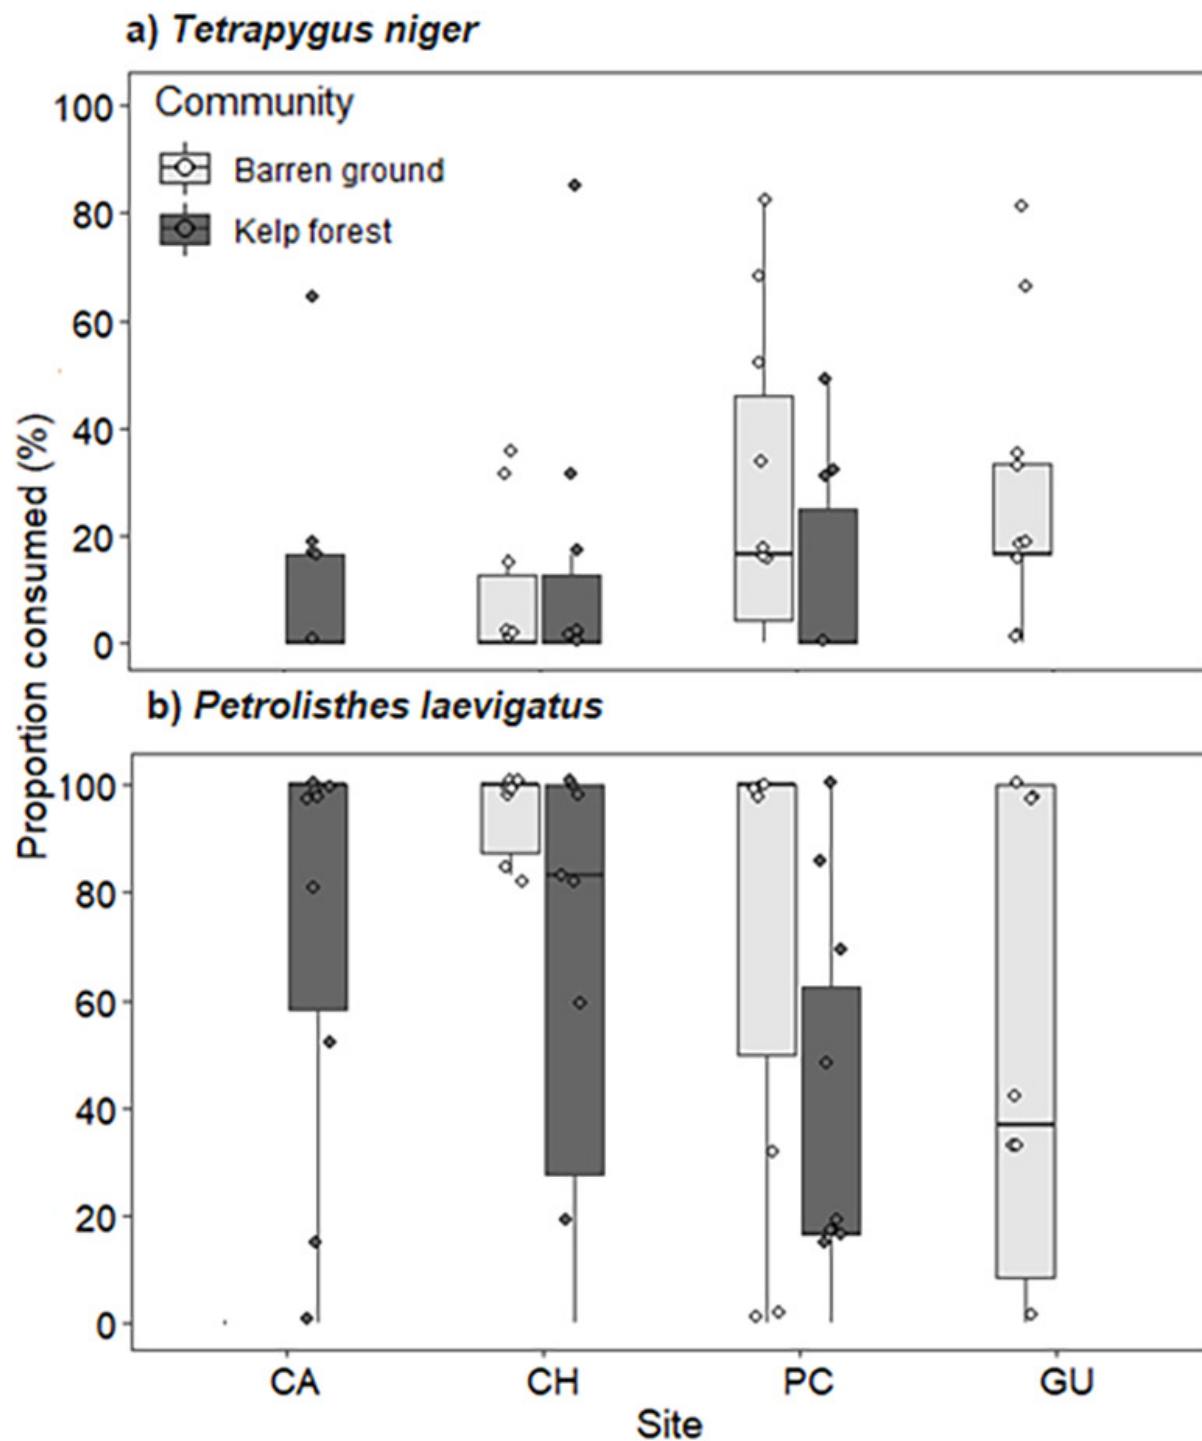 a) Tetrapygus niger
Community
Barren ground
Kelp forest
100
80
60
40
20
0
Proportion consumed (%)
b) Petrolisthes laevigatus
100
80
60
40
20
0
CA CH PC GU
Site